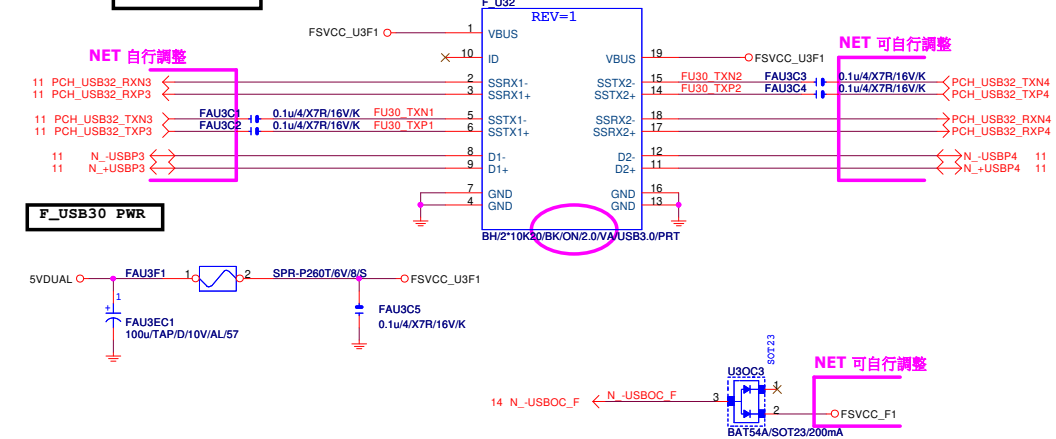 F_U32
REV=1
FSVCC_U3F1
1
VBUS
NET 自行調整
10
ID
VBUS
19
FSVCC_U3F1
NET 可自行調整
11 PCH_USB32_RXN3
2
SSRX1-
SSTX2-
15
FU30_TXN2
FAU3C3
0.1u/4/X7R/16V/K
PCH_USB32_TXN4
11 PCH_USB32_RXP3
3
SSRX1+
SSTX2+
14
FU30_TXP2
FAU3C4
0.1u/4/X7R/16V/K
PCH_USB32_TXP4
11 PCH_USB32_TXN3
FAU3C1
0.1u/4/X7R/16V/K
FU30_TXN1
5
SSTX1-
SSRX2-
18
PCH_USB32_RXN4
11 PCH_USB32_TXP3
FAU3C2
0.1u/4/X7R/16V/K
FU30_TXP1
6
SSTX1+
SSRX2+
17
PCH_USB32_RXP4
11 N_-USBP3
8
D1-
D2-
12
N_-USBP4 11
11 N_+USBP3
9
D1+
D2+
11
N_+USBP4 11
7
GND
GND
16
4
GND
GND
13
BH/2*10K20/BK/ON/2.0/VA/USB3.0/PRT
F_USB30 PWR
5VDUAL
FAU3F1
1
2
SPR-P260T/6V/8/S
FSVCC_U3F1
1
+
FAU3EC1
100u/TAP/D/10V/AL/57
FAU3C5
0.1u/4/X7R/16V/K
SOT23
NET 可自行調整
U3OC3
1
14 N_-USBOC_F
N_-USBOC_F
3
2
FSVCC_F1
BAT54A/SOT23/200mA